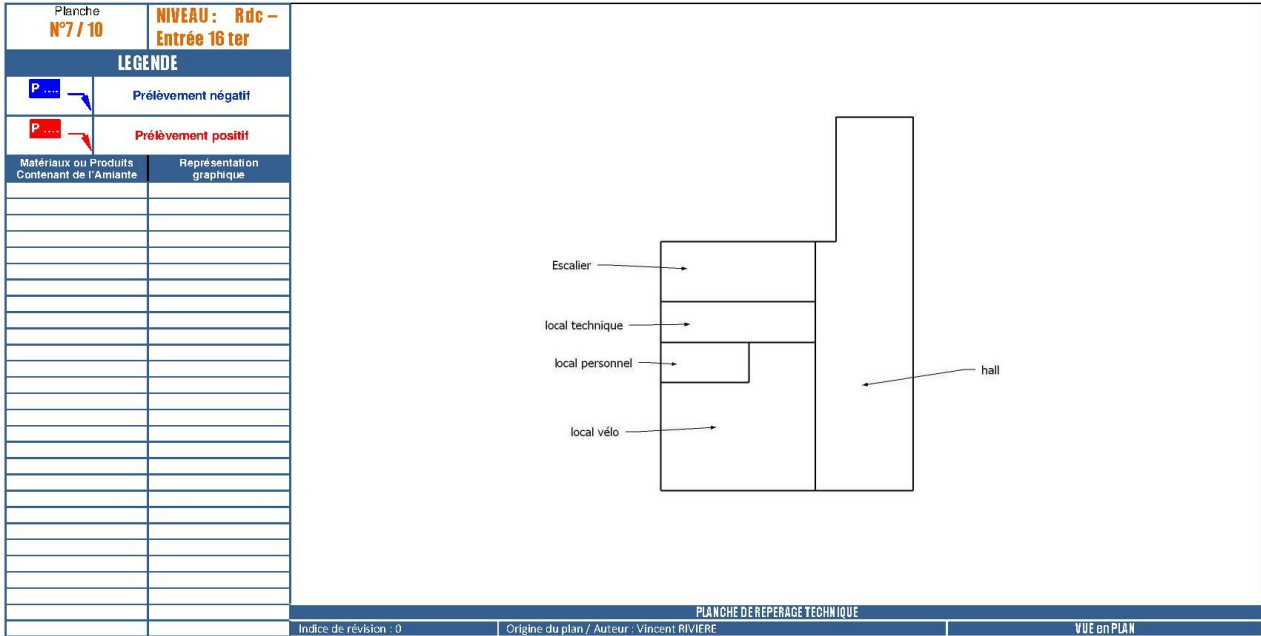 Planche
N°7 / 10
NIVEAU : Rdc –
Entrée 16 ter
LEGENDE
P ....
Prélèvement négatif
P ....
Prélèvement positif
Matériaux ou Produits
Contenant de l'Amiante
Représentation
graphique
Escalier
local technique
local personnel
hall
local vélo
PLANCHE DE REPERAGE TECHNIQUE
Indice de révision : 0
Origine du plan / Auteur : Vincent RIVIERE
VUE en PLAN